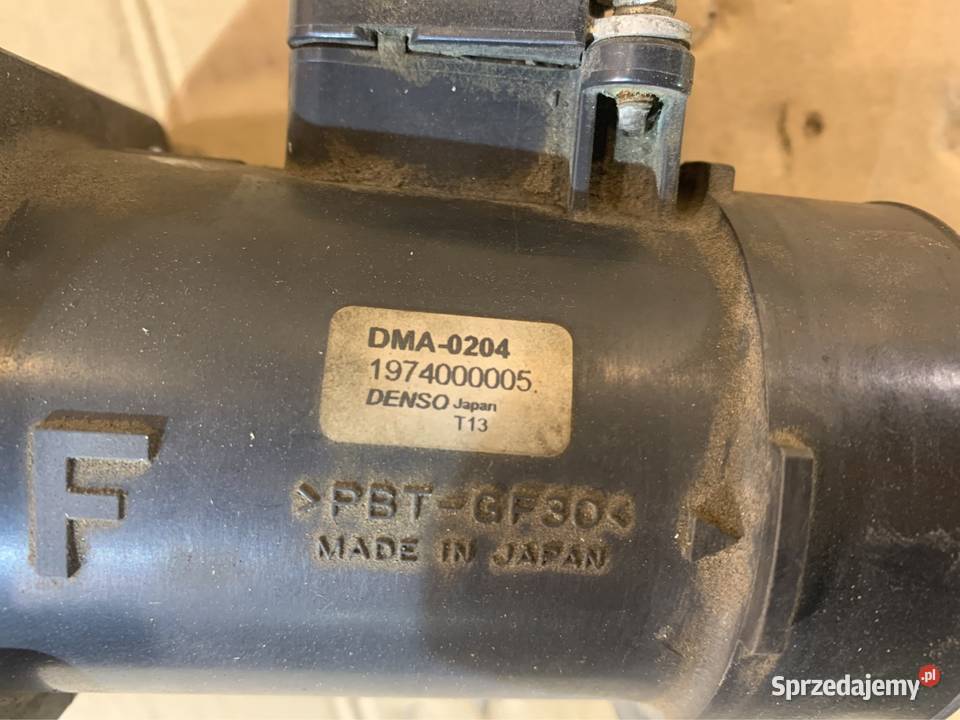 DMA-0204
1974000005.
DENSO Japan
T13
F
>PBT-GF30<
MADE IN JAPAN
Sprzedajemy.pl